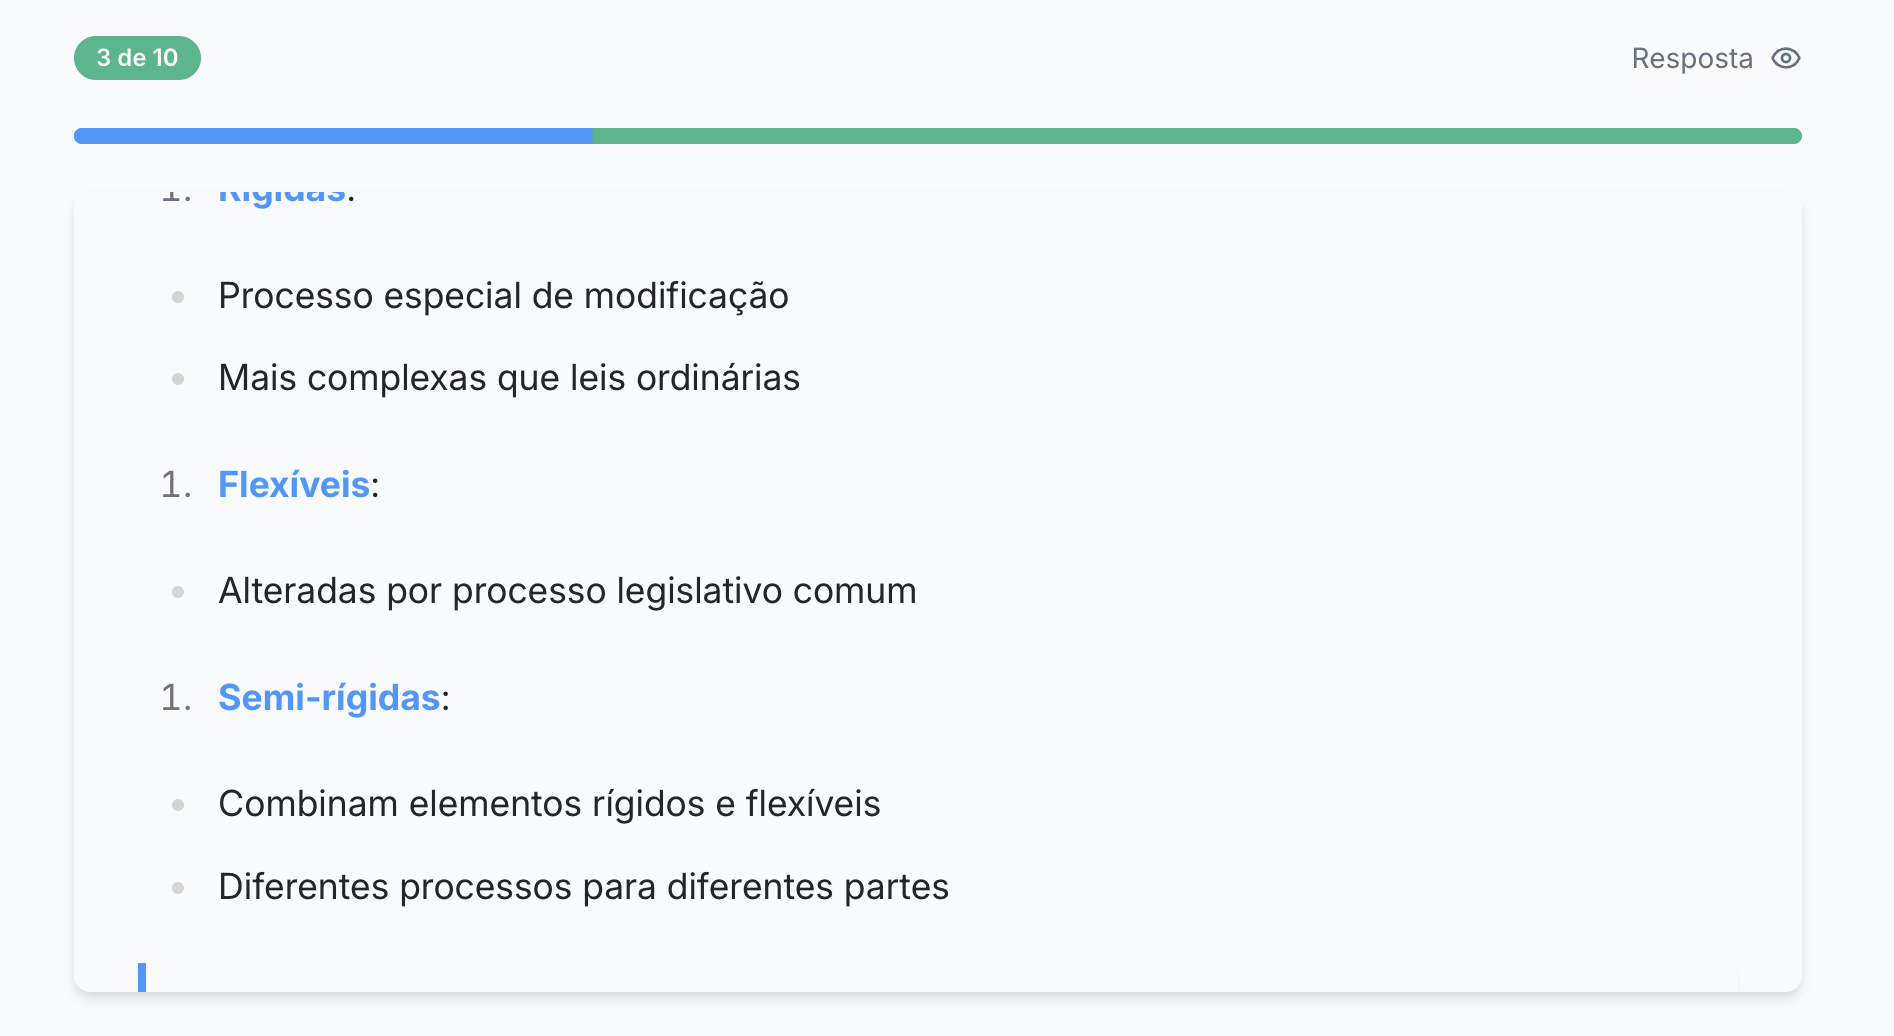 3 de 10
Resposta
1. Rígidas:
Processo especial de modificação
Mais complexas que leis ordinárias
1. Flexíveis:
Alteradas por processo legislativo comum
1. Semi-rígidas:
Combinam elementos rígidos e flexíveis
Diferentes processos para diferentes partes